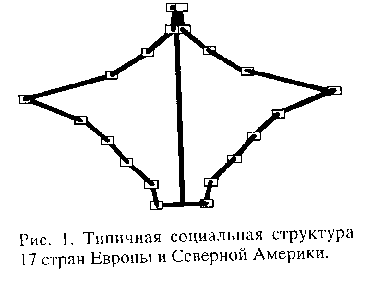 Рис. 1. Типичная социальная структура
17 стран Европы и Северной Америки.